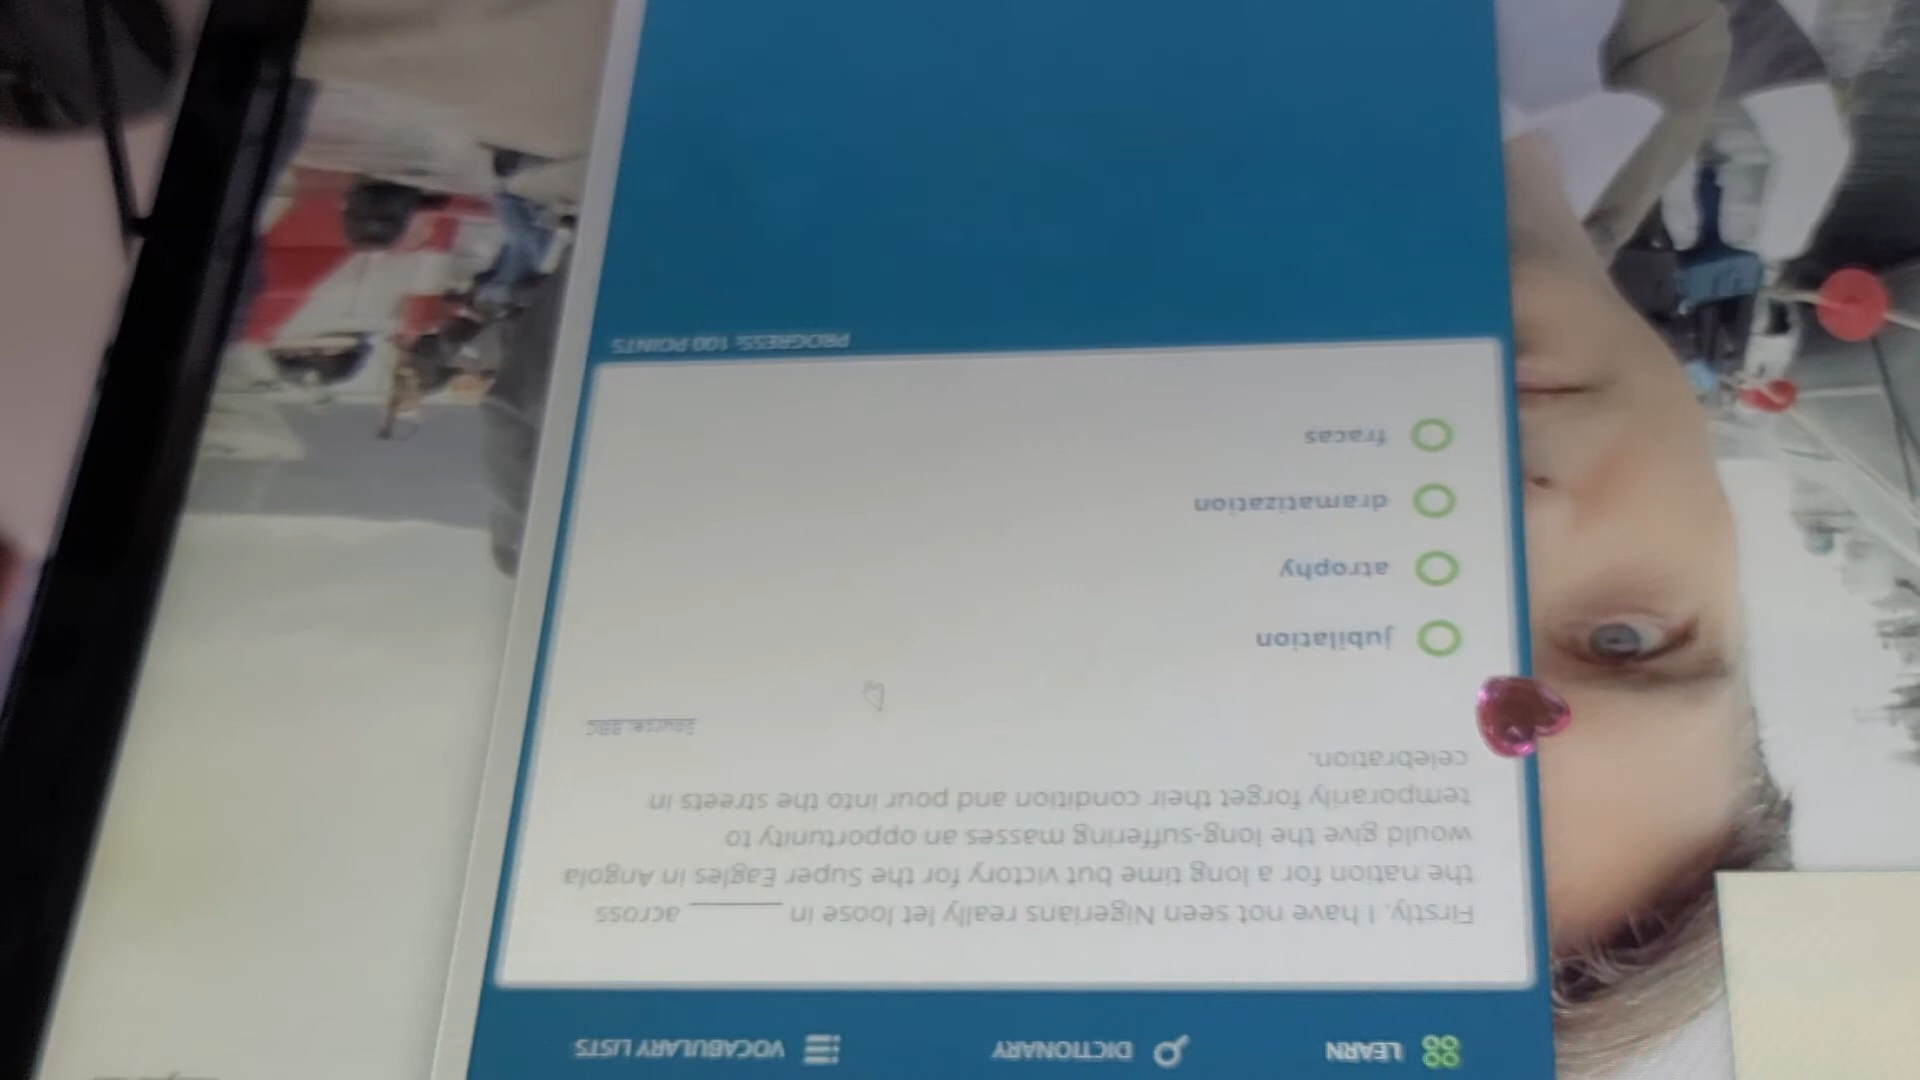 LEARN
DICTIONARY
VOCABULARY LISTS
Firstly, I have not seen Nigerians really let loose in ________ across
the nation for a long time but victory for the Super Eagles in Angola
would give the long-suffering masses an opportunity to
temporarily forget their condition and pour into the streets in
celebration.
Source: BBC
jubilation
atrophy
dramatization
fracas
PROGRESS: 100 POINTS